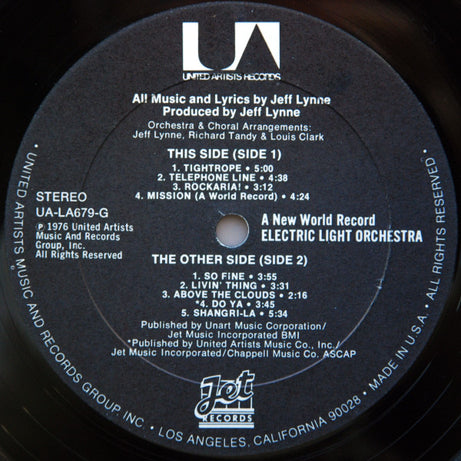 UA
UNITED ARTISTS RECORDS
All Music and Lyrics by Jeff Lynne
Produced by Jeff Lynne
Orchestra & Choral Arrangements:
Jeff Lynne, Richard Tandy & Louis Clark
THIS SIDE (SIDE 1)
1. TIGHTROPE • 5:00
2. TELEPHONE LINE • 4:38
3. ROCKARIA! • 3:12
4. MISSION (A World Record) • 4:24
STEREO
UA-LA679-G
℗ 1976 United Artists
Music And Records
Group, Inc.
All Rights Reserved
A New World Record
ELECTRIC LIGHT ORCHESTRA
THE OTHER SIDE (SIDE 2)
1. SO FINE • 3:55
2. LIVIN' THING • 3:31
3. ABOVE THE CLOUDS • 2:16
*4. DO YA • 3:45
5. SHANGRI-LA • 5:34
Published by Unart Music Corporation/
Jet Music Incorporated BMI
*Published by United Artists Music Co., Inc./
Jet Music Incorporated/Chappell Music Co. ASCAP
Jet
RECORDS
• UNITED ARTISTS MUSIC AND RECORDS GROUP, INC. • LOS ANGELES, CALIFORNIA 90028 • MADE IN U.S.A. • ALL RIGHTS RESERVED •